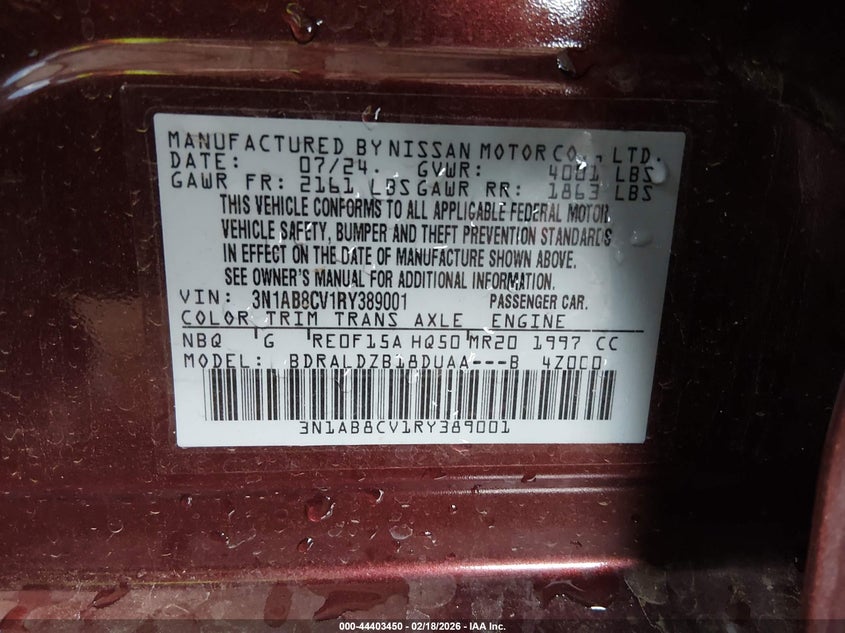 MANUFACTURED BY NISSAN MOTOR CO., LTD.
DATE: 07/24. GVWR: 4001 LBS
GAWR FR: 2161 LBS GAWR RR: 1863 LBS
THIS VEHICLE CONFORMS TO ALL APPLICABLE FEDERAL MOTOR
VEHICLE SAFETY, BUMPER AND THEFT PREVENTION STANDARDS
IN EFFECT ON THE DATE OF MANUFACTURE SHOWN ABOVE.
SEE OWNER'S MANUAL FOR ADDITIONAL INFORMATION.
VIN: 3N1AB8CV1RY389001 PASSENGER CAR.
COLOR TRIM TRANS AXLE ENGINE
NBQ G RE0F15A HQ50 MR20 1997 CC
MODEL: BDRALDZB18DUAA---B 4Z0C0
3N1AB8CV1RY389001
000-44403450 - 02/18/2026 - IAA Inc.